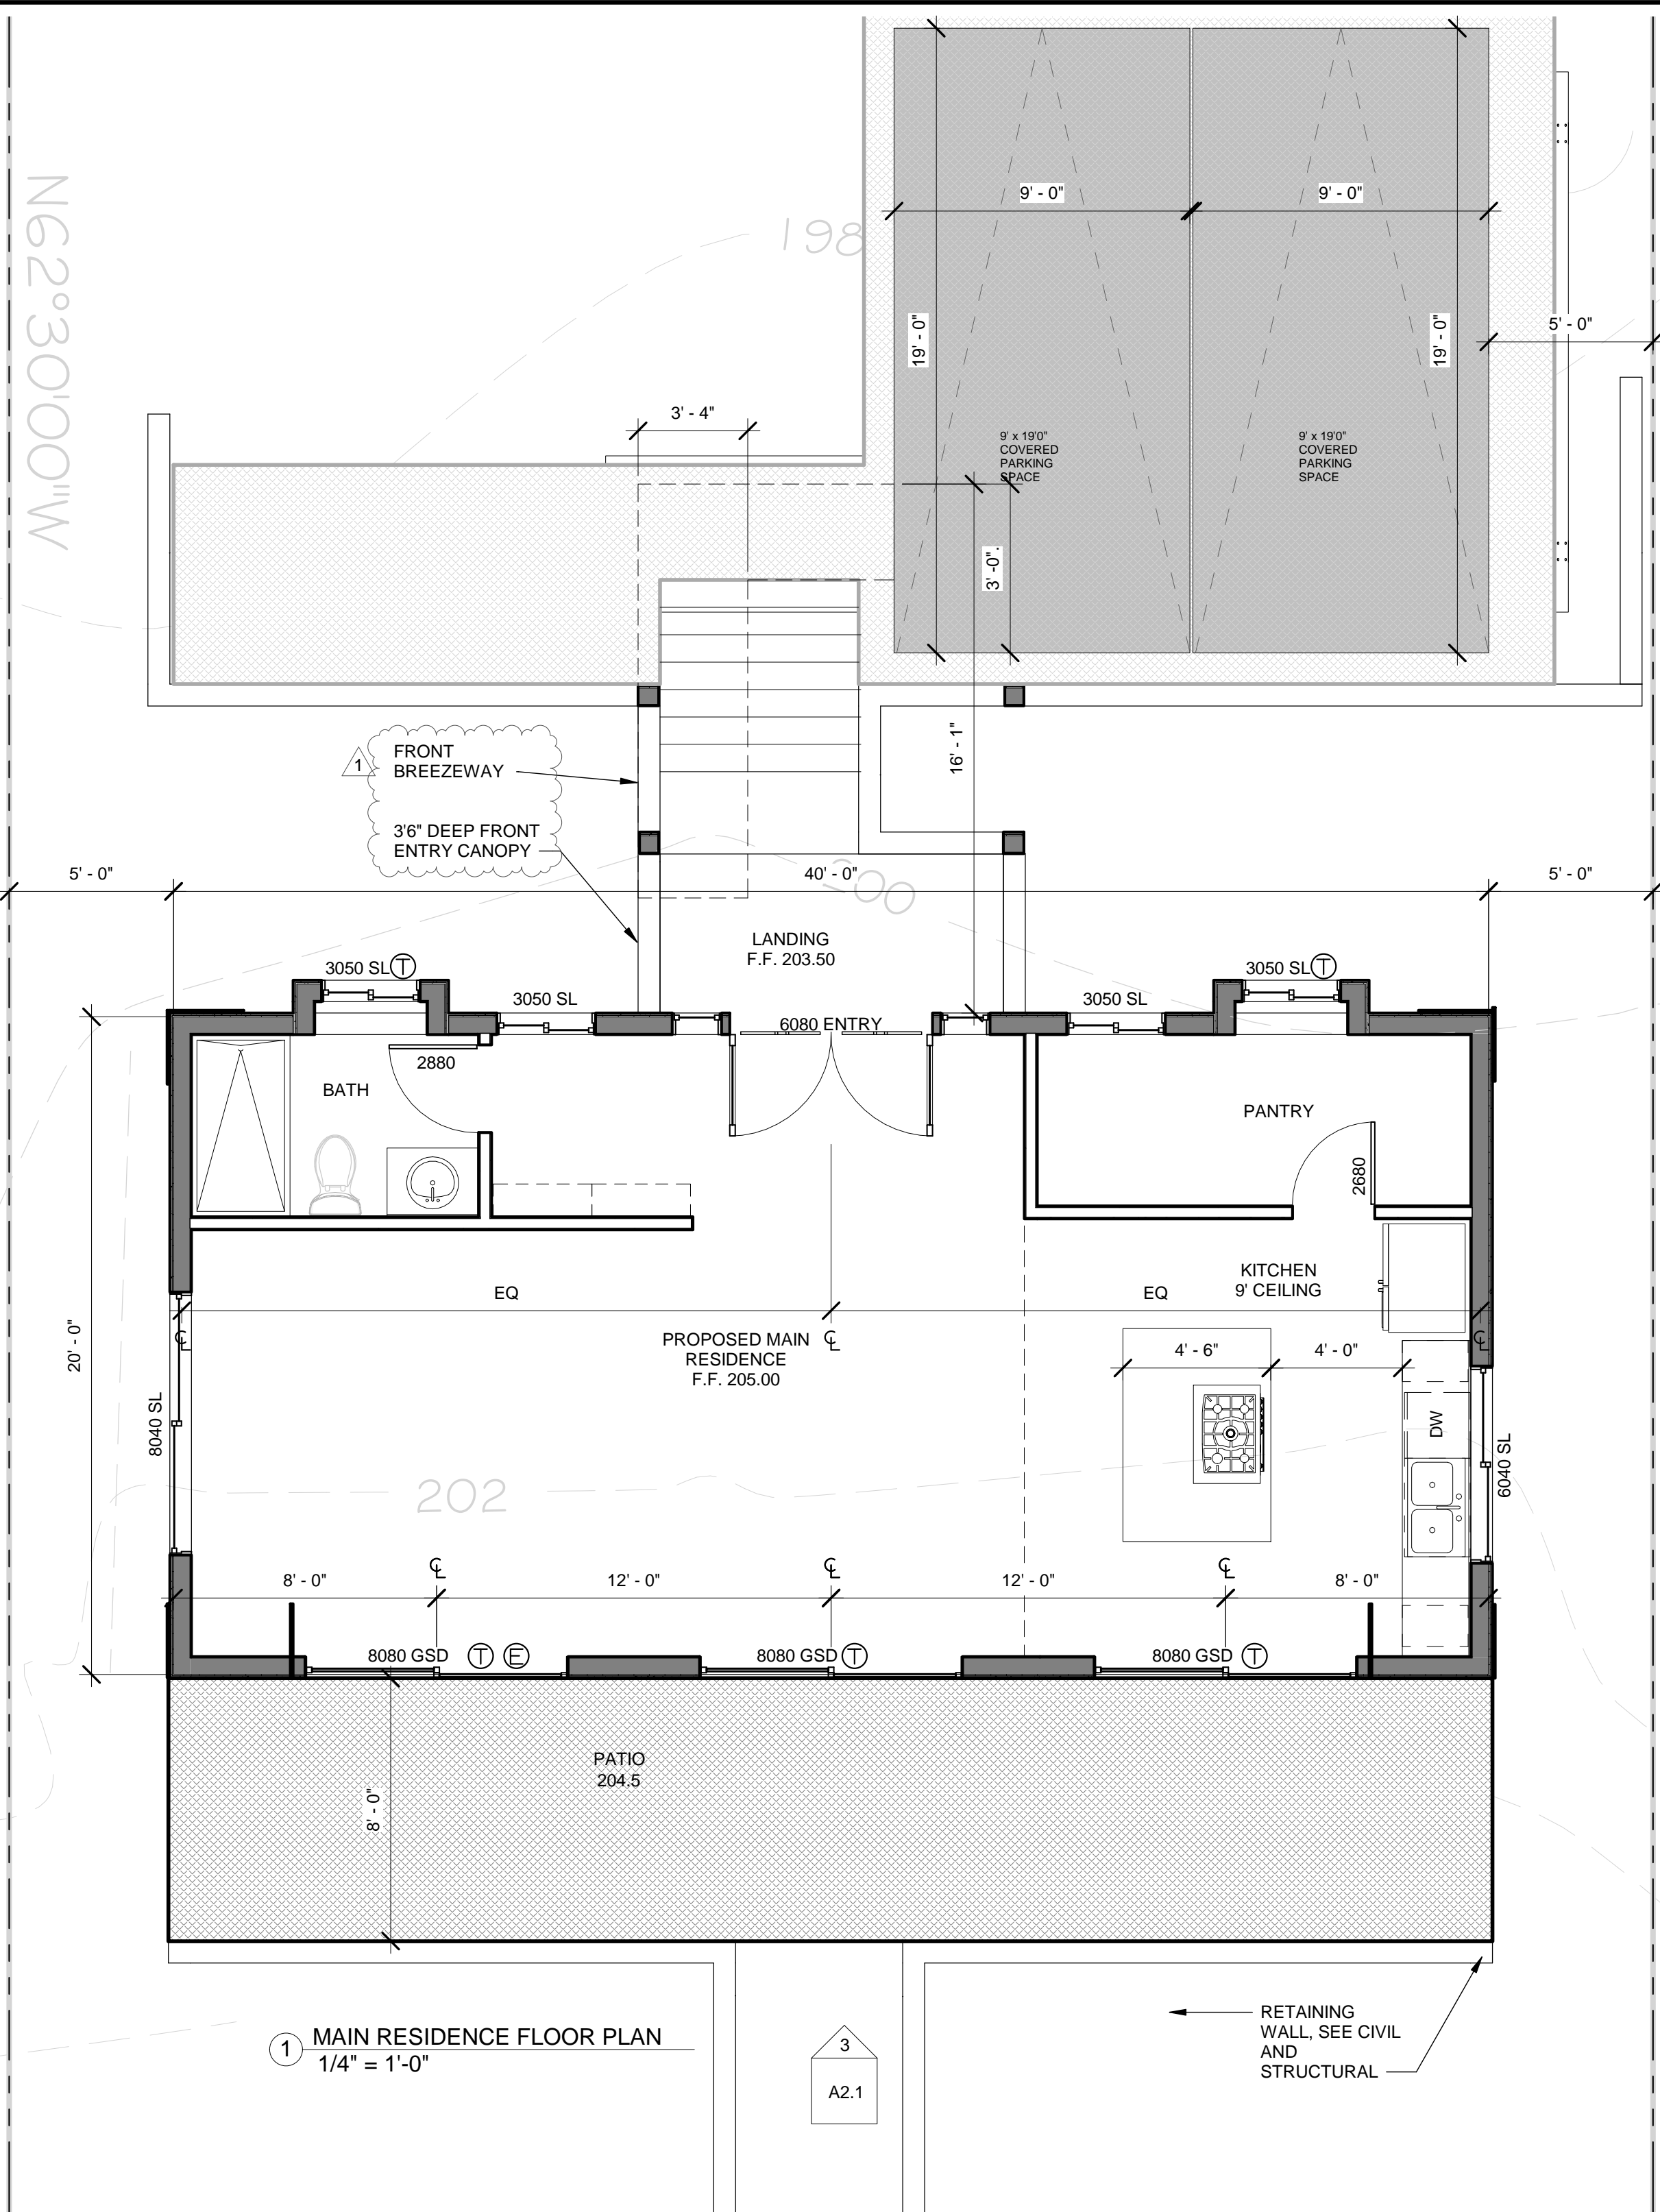 N62°30'00"W
198
9' - 0"
9' - 0"
19' - 0"
19' - 0"
5' - 0"
3' - 4"
9' x 19'0"
COVERED
PARKING
SPACE
9' x 19'0"
COVERED
PARKING
SPACE
3' -0".
16' - 1"
1
FRONT
BREEZEWAY
3'6" DEEP FRONT
ENTRY CANOPY
5' - 0"
40' - 0"
5' - 0"
200
LANDING
F.F. 203.50
3050 SL T
3050 SL
3050 SL
3050 SL T
6080 ENTRY
2880
BATH
PANTRY
2680
KITCHEN
9' CEILING
EQ
EQ
20' - 0"
PROPOSED MAIN
RESIDENCE
F.F. 205.00
℄
℄
℄
4' - 6"
4' - 0"
8040 SL
DW
6040 SL
202
℄
℄
℄
8' - 0"
12' - 0"
12' - 0"
8' - 0"
8080 GSD T E
8080 GSD T
8080 GSD T
PATIO
204.5
8' - 0"
1
MAIN RESIDENCE FLOOR PLAN
1/4" = 1'-0"
3
A2.1
RETAINING
WALL, SEE CIVIL
AND
STRUCTURAL